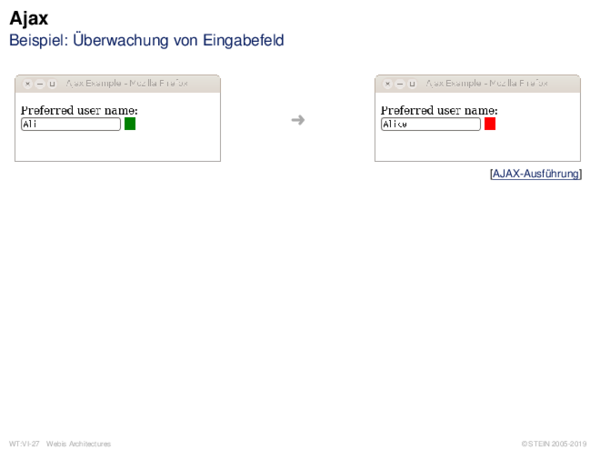 Ajax
Beispiel: Überwachung von Eingabefeld
Ajax Example - Mozilla Firefox
Preferred user name:
Ali
➜
Ajax Example - Mozilla Firefox
Preferred user name:
Alice
[AJAX-Ausführung]
WT:VI-27 Webis Architectures
© STEIN 2005-2019